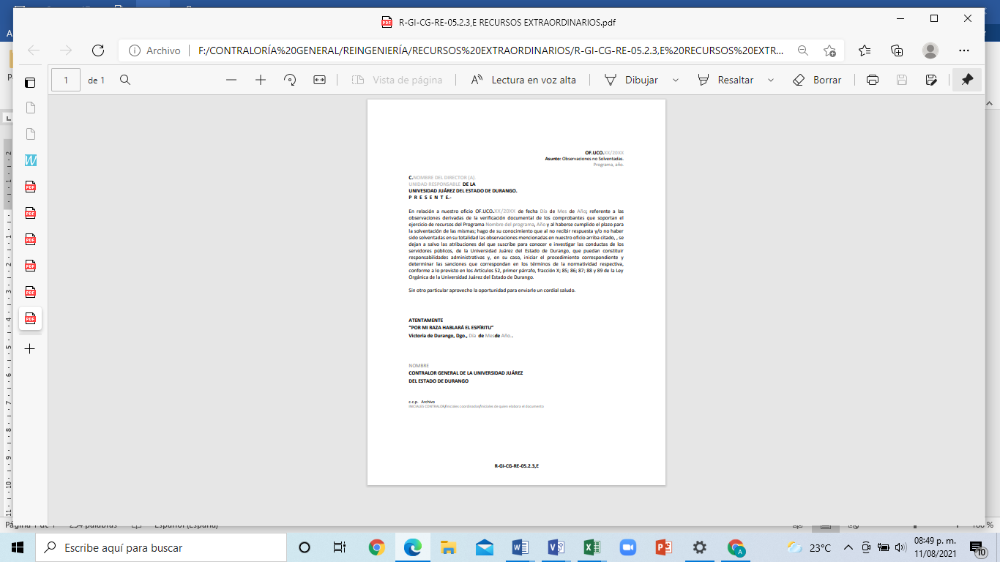 R-GI-CG-RE-05.2.3,E RECURSOS EXTRAORDINARIOS.pdf
Archivo
F:/CONTRALORÍA%20GENERAL/REINGENIERÍA/RECURSOS%20EXTRAORDINARIOS/R-GI-CG-RE-05.2.3,E%20RECURSOS%20EXTR...
1 de 1
Vista de página
Lectura en voz alta
Dibujar
Resaltar
Borrar
OF.UCO.XX/20XX
Asunto: Observaciones no Solventadas.
Programa, año.
C.NOMBRE DEL DIRECTOR (A)
UNIDAD RESPONSABLE DE LA
UNIVESIDAD JUÁREZ DEL ESTADO DE DURANGO.
P R E S E N T E.-
En relación a nuestro oficio OF.UCO.XX/20XX de fecha Día de Mes de Año; referente a las
observaciones derivadas de la verificación documental de los comprobantes que soportan el
ejercicio de recursos del Programa Nombre del programa, Año y al haberse cumplido el plazo para
la solventación de las mismas; hago de su conocimiento que al no recibir respuesta y/o no haber
sido solventadas en su totalidad las observaciones mencionadas en nuestro oficio arriba citado, , se
dejan a salvo las atribuciones del que suscribe para conocer e investigar las conductas de los
servidores públicos, de la Universidad Juárez del Estado de Durango, que puedan constituir
responsabilidades administrativas y, en su caso, iniciar el procedimiento correspondiente y
determinar las sanciones que correspondan en los términos de la normatividad respectiva,
conforme a lo previsto en los Artículos 52, primer párrafo, fracción X; 85; 86; 87; 88 y 89 de la Ley
Orgánica de la Universidad Juárez del Estado de Durango.
Sin otro particular aprovecho la oportunidad para enviarle un cordial saludo.
ATENTAMENTE
"POR MI RAZA HABLARÁ EL ESPÍRITU"
Victoria de Durango, Dgo., Día de Mesde Año..
NOMBRE
CONTRALOR GENERAL DE LA UNIVERSIDAD JUÁREZ
DEL ESTADO DE DURANGO
c.c.p. Archivo
INICIALES CONTRALOR/Iniciales coordinador/Iniciales de quien elaboro el documento
R-GI-CG-RE-05.2.3,E
Página 1 de 1 234 palabras Español (España) 100 %
Escribe aquí para buscar
23°C
08:49 p. m.
11/08/2021
10